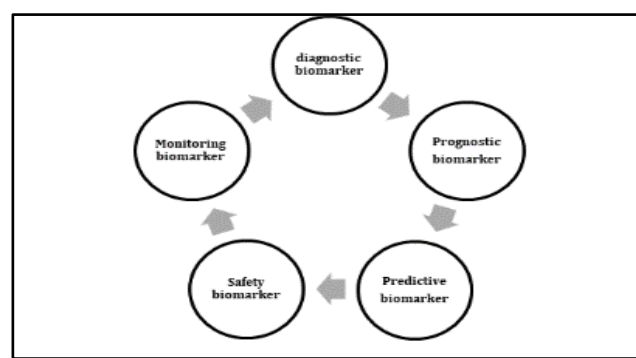 diagnostic
biomarker
Prognostic
biomarker
Predictive
biomarker
Safety
biomarker
Monitoring
biomarker